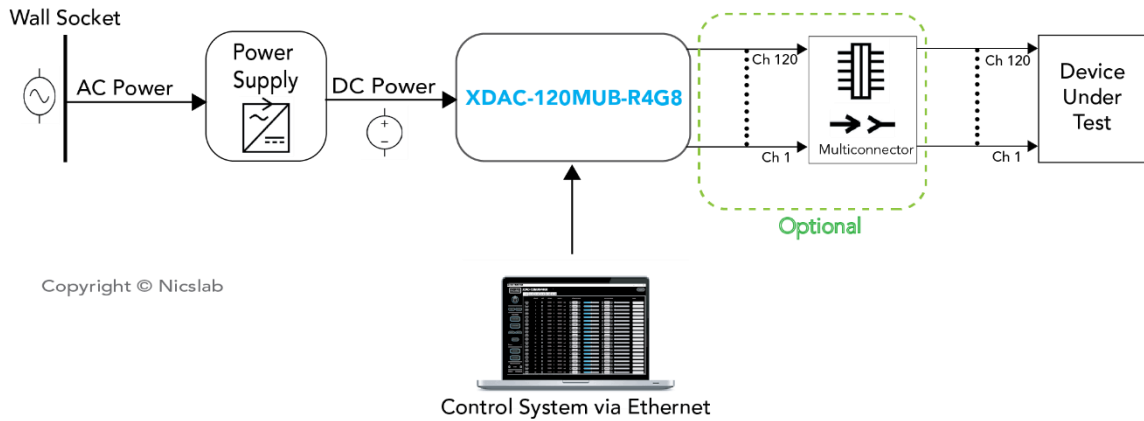 Wall Socket
AC Power
Power
Supply
DC Power
XDAC-120MUB-R4G8
Ch 120
Ch 1
Multiconnector
Optional
Ch 120
Ch 1
Device
Under
Test
Copyright © Nicslab
Control System via Ethernet